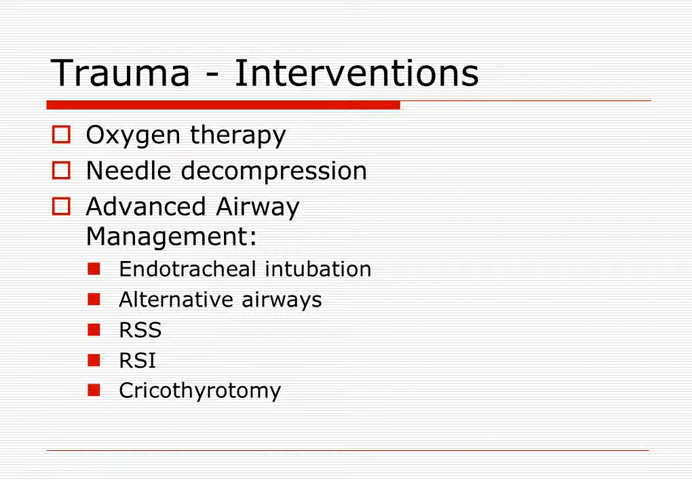 Trauma - Interventions
Oxygen therapy
Needle decompression
Advanced Airway
Management:
Endotracheal intubation
Alternative airways
RSS
RSI
Cricothyrotomy